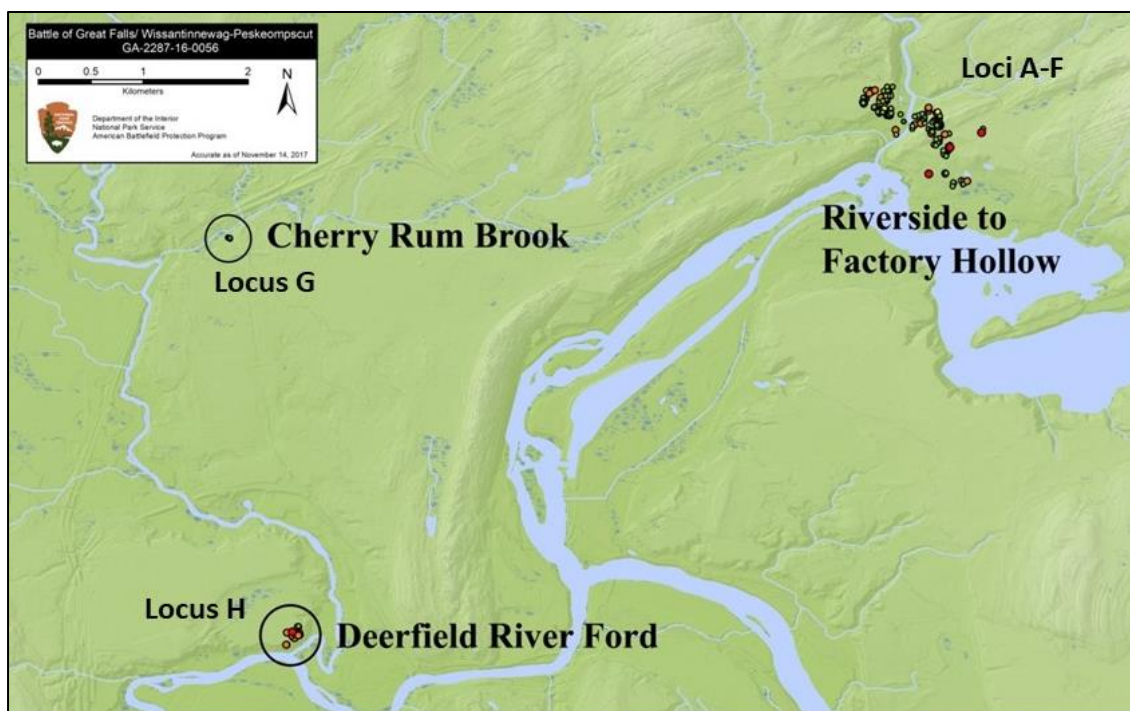 Battle of Great Falls/ Wissantinnewag-Peskeompscut
GA-2287-16-0056
0 0.5 1 2
Kilometers
N
Department of the Interior
National Park Service
American Battlefield Protection Program
Accurate as of November 14, 2017
Loci A-F
Riverside to
Factory Hollow
Cherry Rum Brook
Locus G
Locus H
Deerfield River Ford